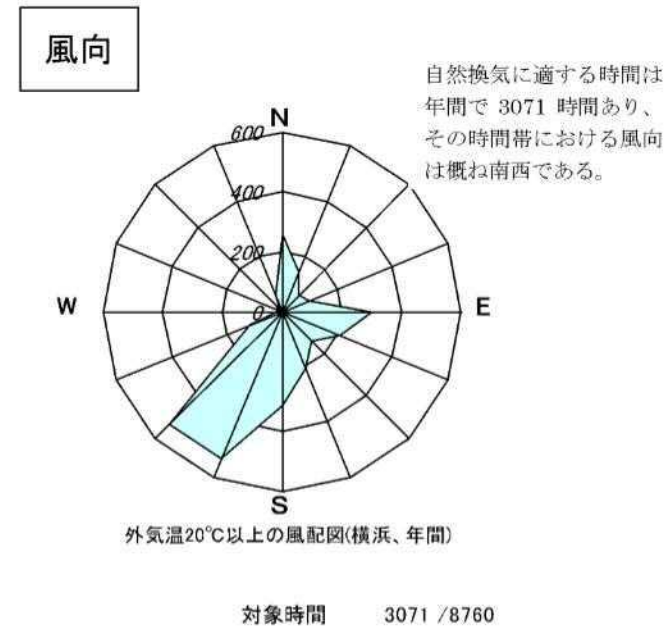 風向
自然換気に適する時間は
年間で 3071 時間あり、
その時間帯における風向
は概ね南西である。
N
600
400
200
0
W
E
S
外気温20℃以上の風配図(横浜、年間)
対象時間 3071 /8760